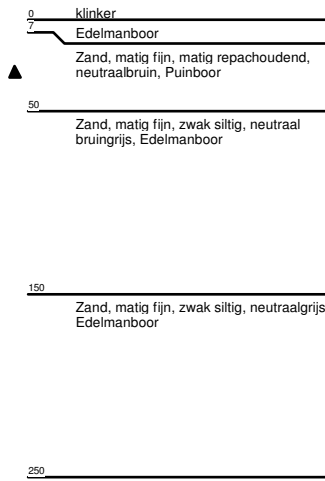 0 klinker
7 Edelmanboor
Zand, matig fijn, matig repachoudend,
neutraalbruin, Puinboor
50
Zand, matig fijn, zwak siltig, neutraal
bruingrijs, Edelmanboor
150
Zand, matig fijn, zwak siltig, neutraalgrijs
Edelmanboor
250